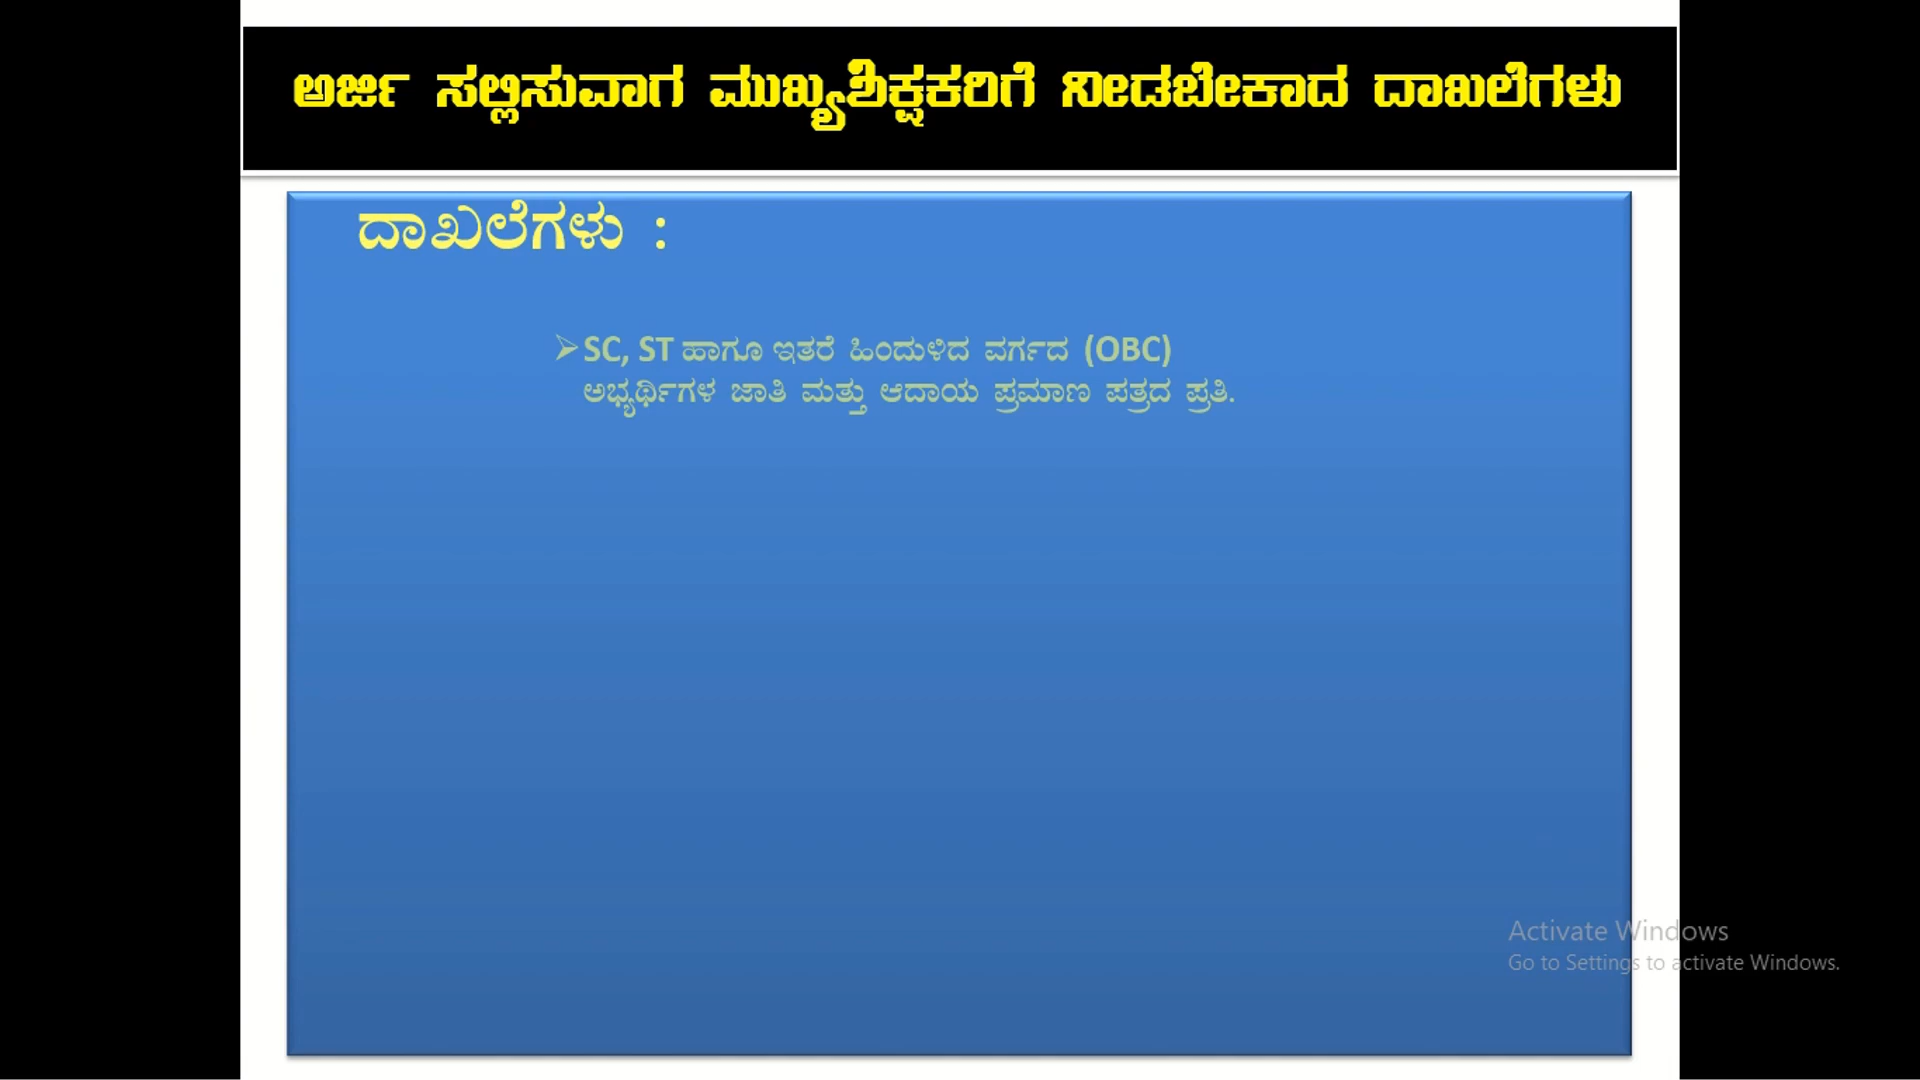 ಅರ್ಜಿ ಸಲ್ಲಿಸುವಾಗ ಮುಖ್ಯಶಿಕ್ಷಕರಿಗೆ ನೀಡಬೇಕಾದ ದಾಖಲೆಗಳು
ದಾಖಲೆಗಳು :
➢SC, ST ಹಾಗೂ ಇತರೆ ಹಿಂದುಳಿದ ವರ್ಗದ (OBC)
ಅಭ್ಯರ್ಥಿಗಳ ಜಾತಿ ಮತ್ತು ಆದಾಯ ಪ್ರಮಾಣ ಪತ್ರದ ಪ್ರತಿ.
Activate Windows
Go to Settings to activate Windows.